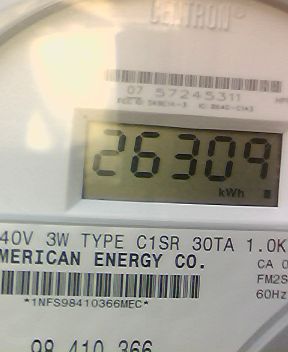 CENTRON®
07 57245311
26309
kWh
40V 3W TYPE C1SR 30TA 1.0K
MERICAN ENERGY CO.
CA 0
FM2S
*1NFS98410366MEC*
60Hz
98 410 366